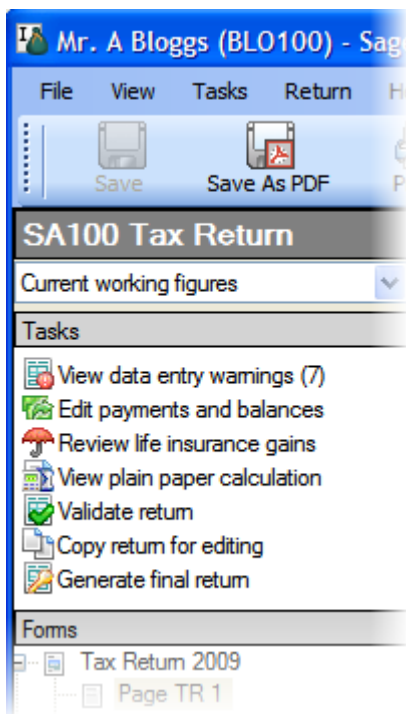 Mr. A Bloggs (BLO100) - Sage
File View Tasks Return H
Save Save As PDF P
SA100 Tax Return
Current working figures
Tasks
View data entry warnings (7)
Edit payments and balances
Review life insurance gains
View plain paper calculation
Validate return
Copy return for editing
Generate final return
Forms
Tax Return 2009
Page TR 1